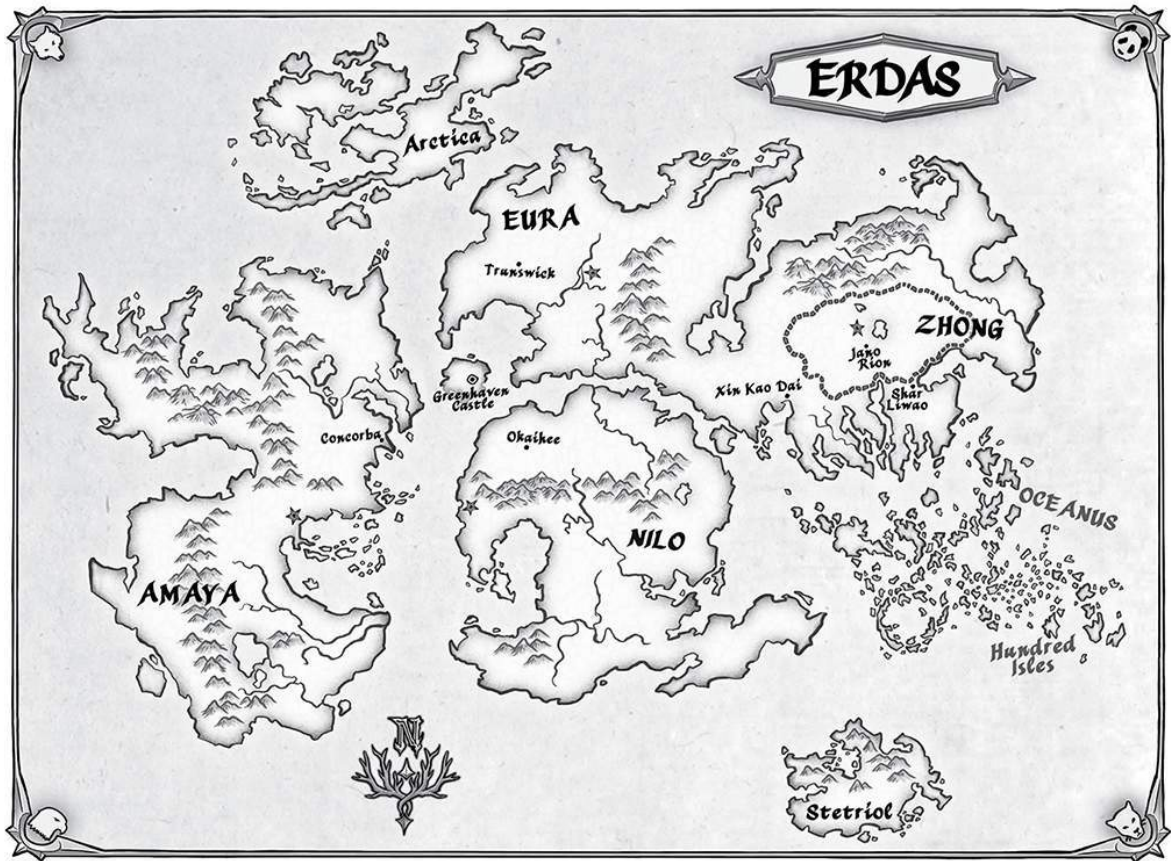 ERDAS
Arctica
EURA
Trunswick
ZHONG
Jano
Rion
Xin Kao Dai
Shar
Liwao
Greenhaven
Castle
Concorba
Okaihee
OCEANUS
NILO
AMAYA
Hundred
Isles
N
Stetriol